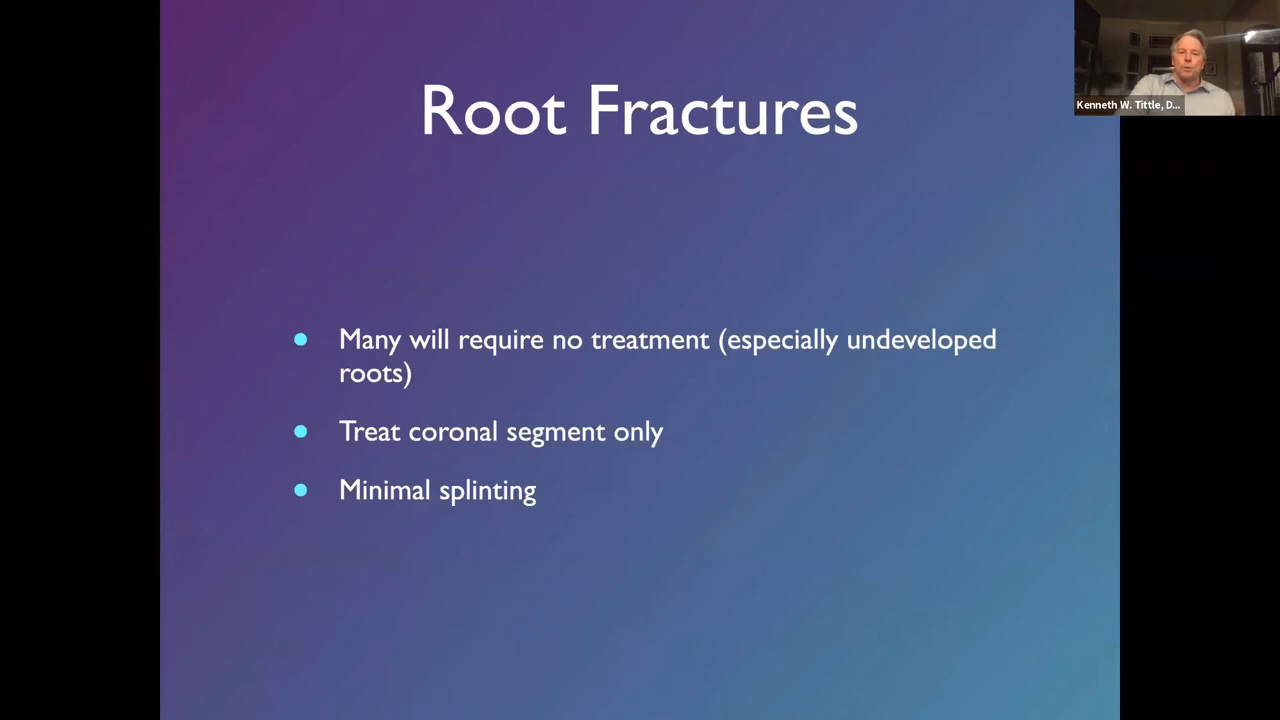 Root Fractures
Kenneth W. Tittle, D...
• Many will require no treatment (especially undeveloped
roots)
• Treat coronal segment only
• Minimal splinting